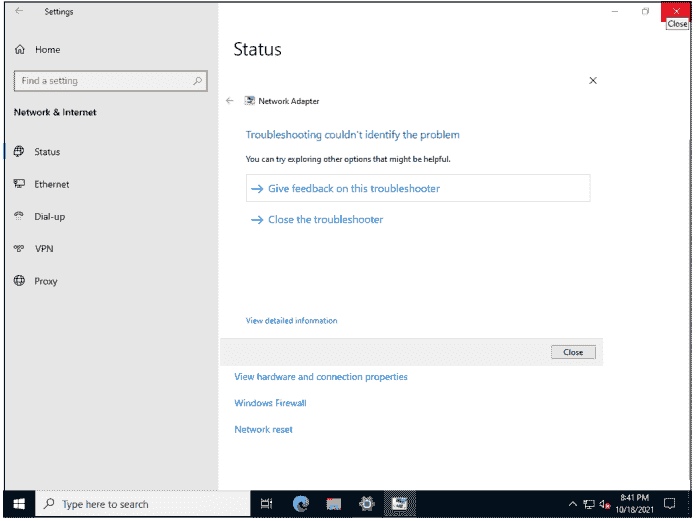 Settings
Close
Home
Find a setting
Network & Internet
Status
Ethernet
Dial-up
VPN
Proxy
Status
Network Adapter
Troubleshooting couldn't identify the problem
You can try exploring other options that might be helpful.
Give feedback on this troubleshooter
Close the troubleshooter
View detailed information
Close
View hardware and connection properties
Windows Firewall
Network reset
Type here to search
8:41 PM
10/18/2021